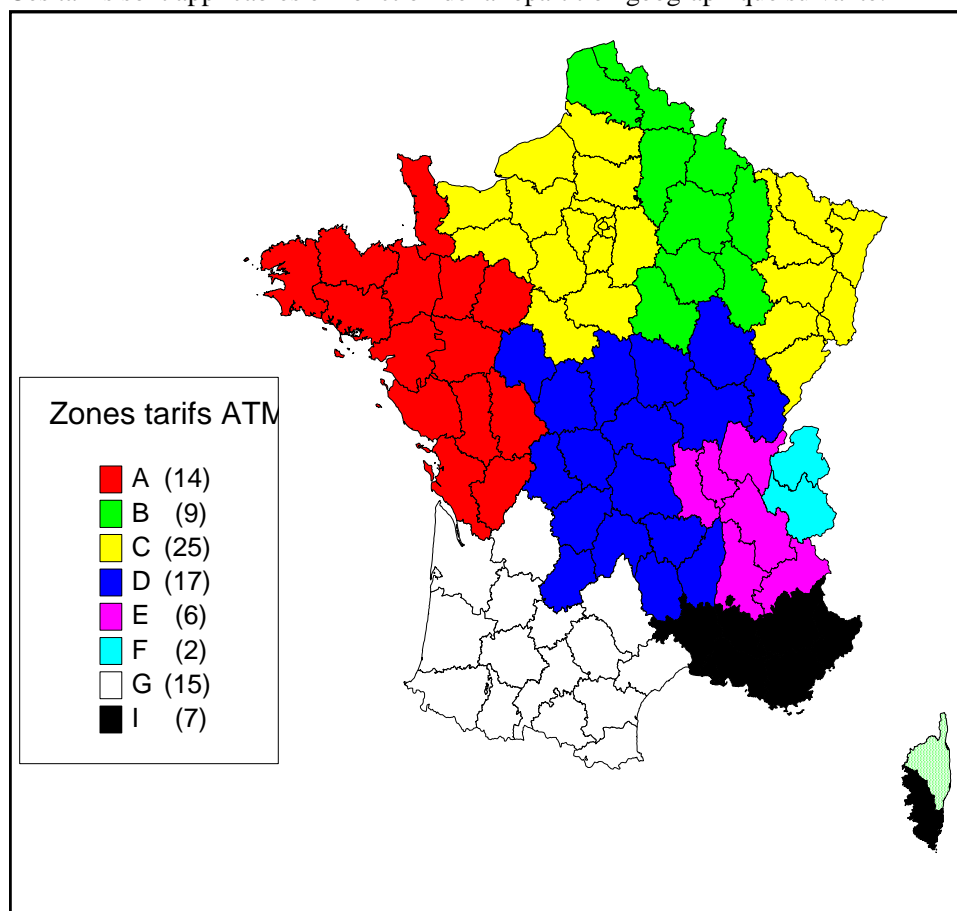 Zones tarifs ATM
A (14)
B (9)
C (25)
D (17)
E (6)
F (2)
G (15)
I (7)